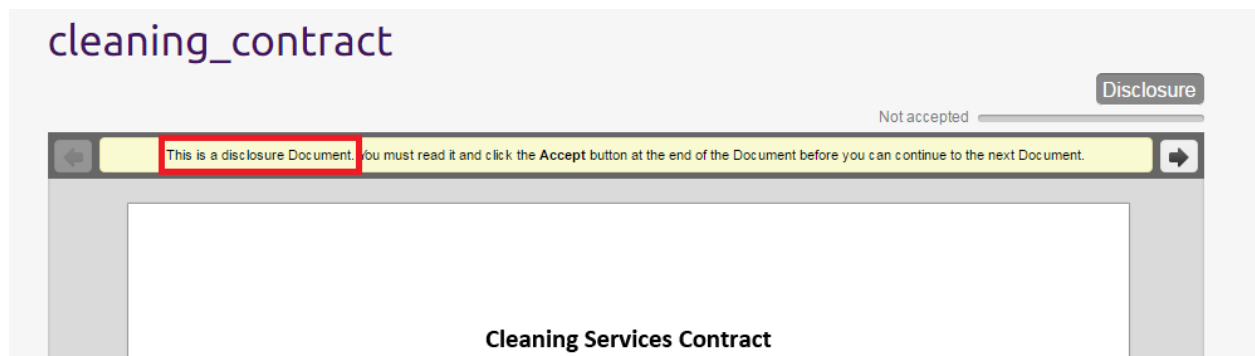 cleaning_contract
Disclosure
Not accepted
This is a disclosure Document. You must read it and click the Accept button at the end of the Document before you can continue to the next Document.
Cleaning Services Contract